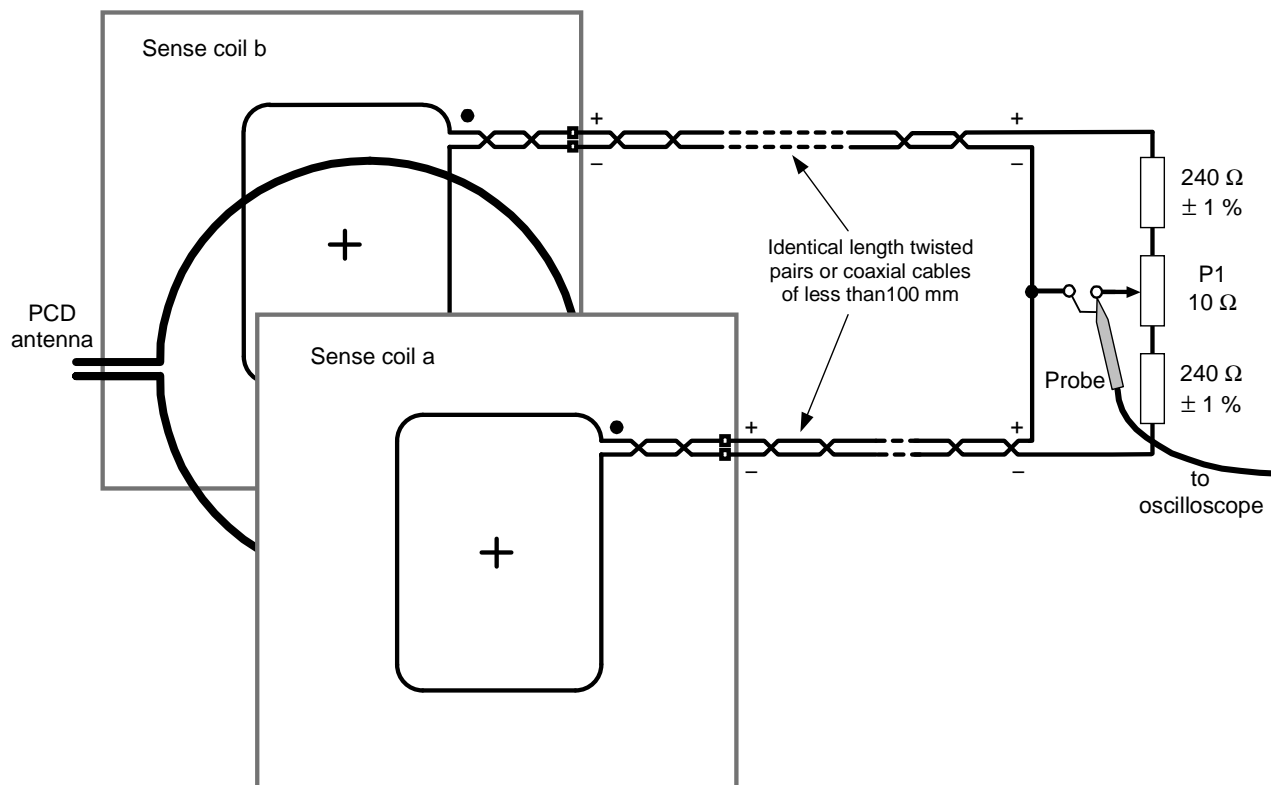 Sense coil b
+
−
+
−
240 Ω
± 1 %
Identical length twisted
pairs or coaxial cables
of less than100 mm
P1
10 Ω
PCD
antenna
Sense coil a
Probe
240 Ω
± 1 %
+
−
+
−
to
oscilloscope